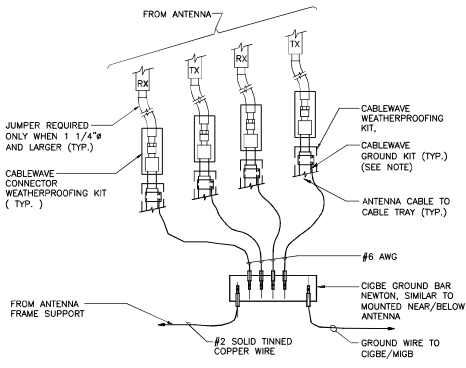 FROM ANTENNA
TX
RX
TX
RX
JUMPER REQUIRED
ONLY WHEN 1 1/4"ø
AND LARGER (TYP.)
CABLEWAVE
CONNECTOR
WEATHERPROOFING KIT
( TYP. )
CABLEWAVE
WEATHERPROOFING
KIT,
CABLEWAVE
GROUND KIT (TYP.)
(SEE NOTE)
ANTENNA CABLE TO
CABLE TRAY (TYP.)
#6 AWG
CIGBE GROUND BAR
NEWTON, SIMILAR TO
MOUNTED NEAR/BELOW
ANTENNA
FROM ANTENNA
FRAME SUPPORT
#2 SOLID TINNED
COPPER WIRE
GROUND WIRE TO
CIGBE/MIGB